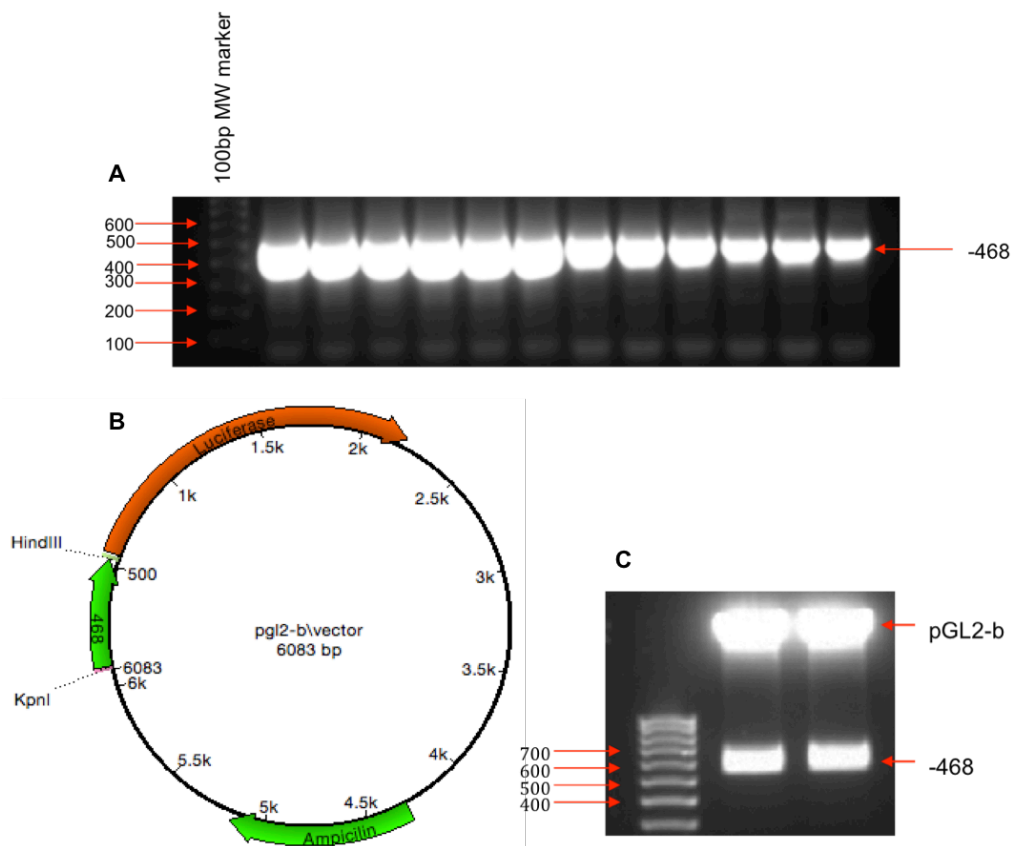 100bp MW marker
A
600
500
400
300
200
100
-468
B
Luciferase
1.5k
2k
1k
2.5k
HindIII
500
3k
468
pgl2-b\vector
6083 bp
6083
6k
KpnI
3.5k
5.5k
4k
5k
4.5k
Ampicilin
C
pGL2-b
700
600
500
400
-468